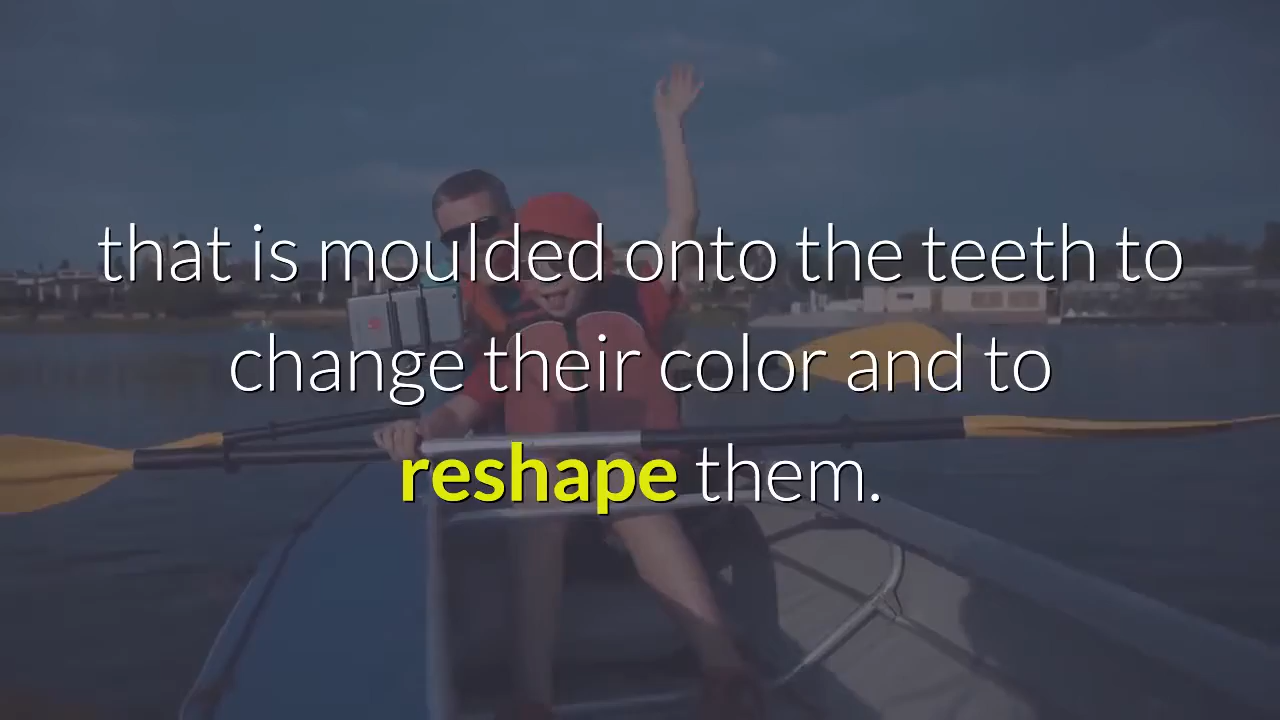 that is moulded onto the teeth to
change their color and to
reshape them.